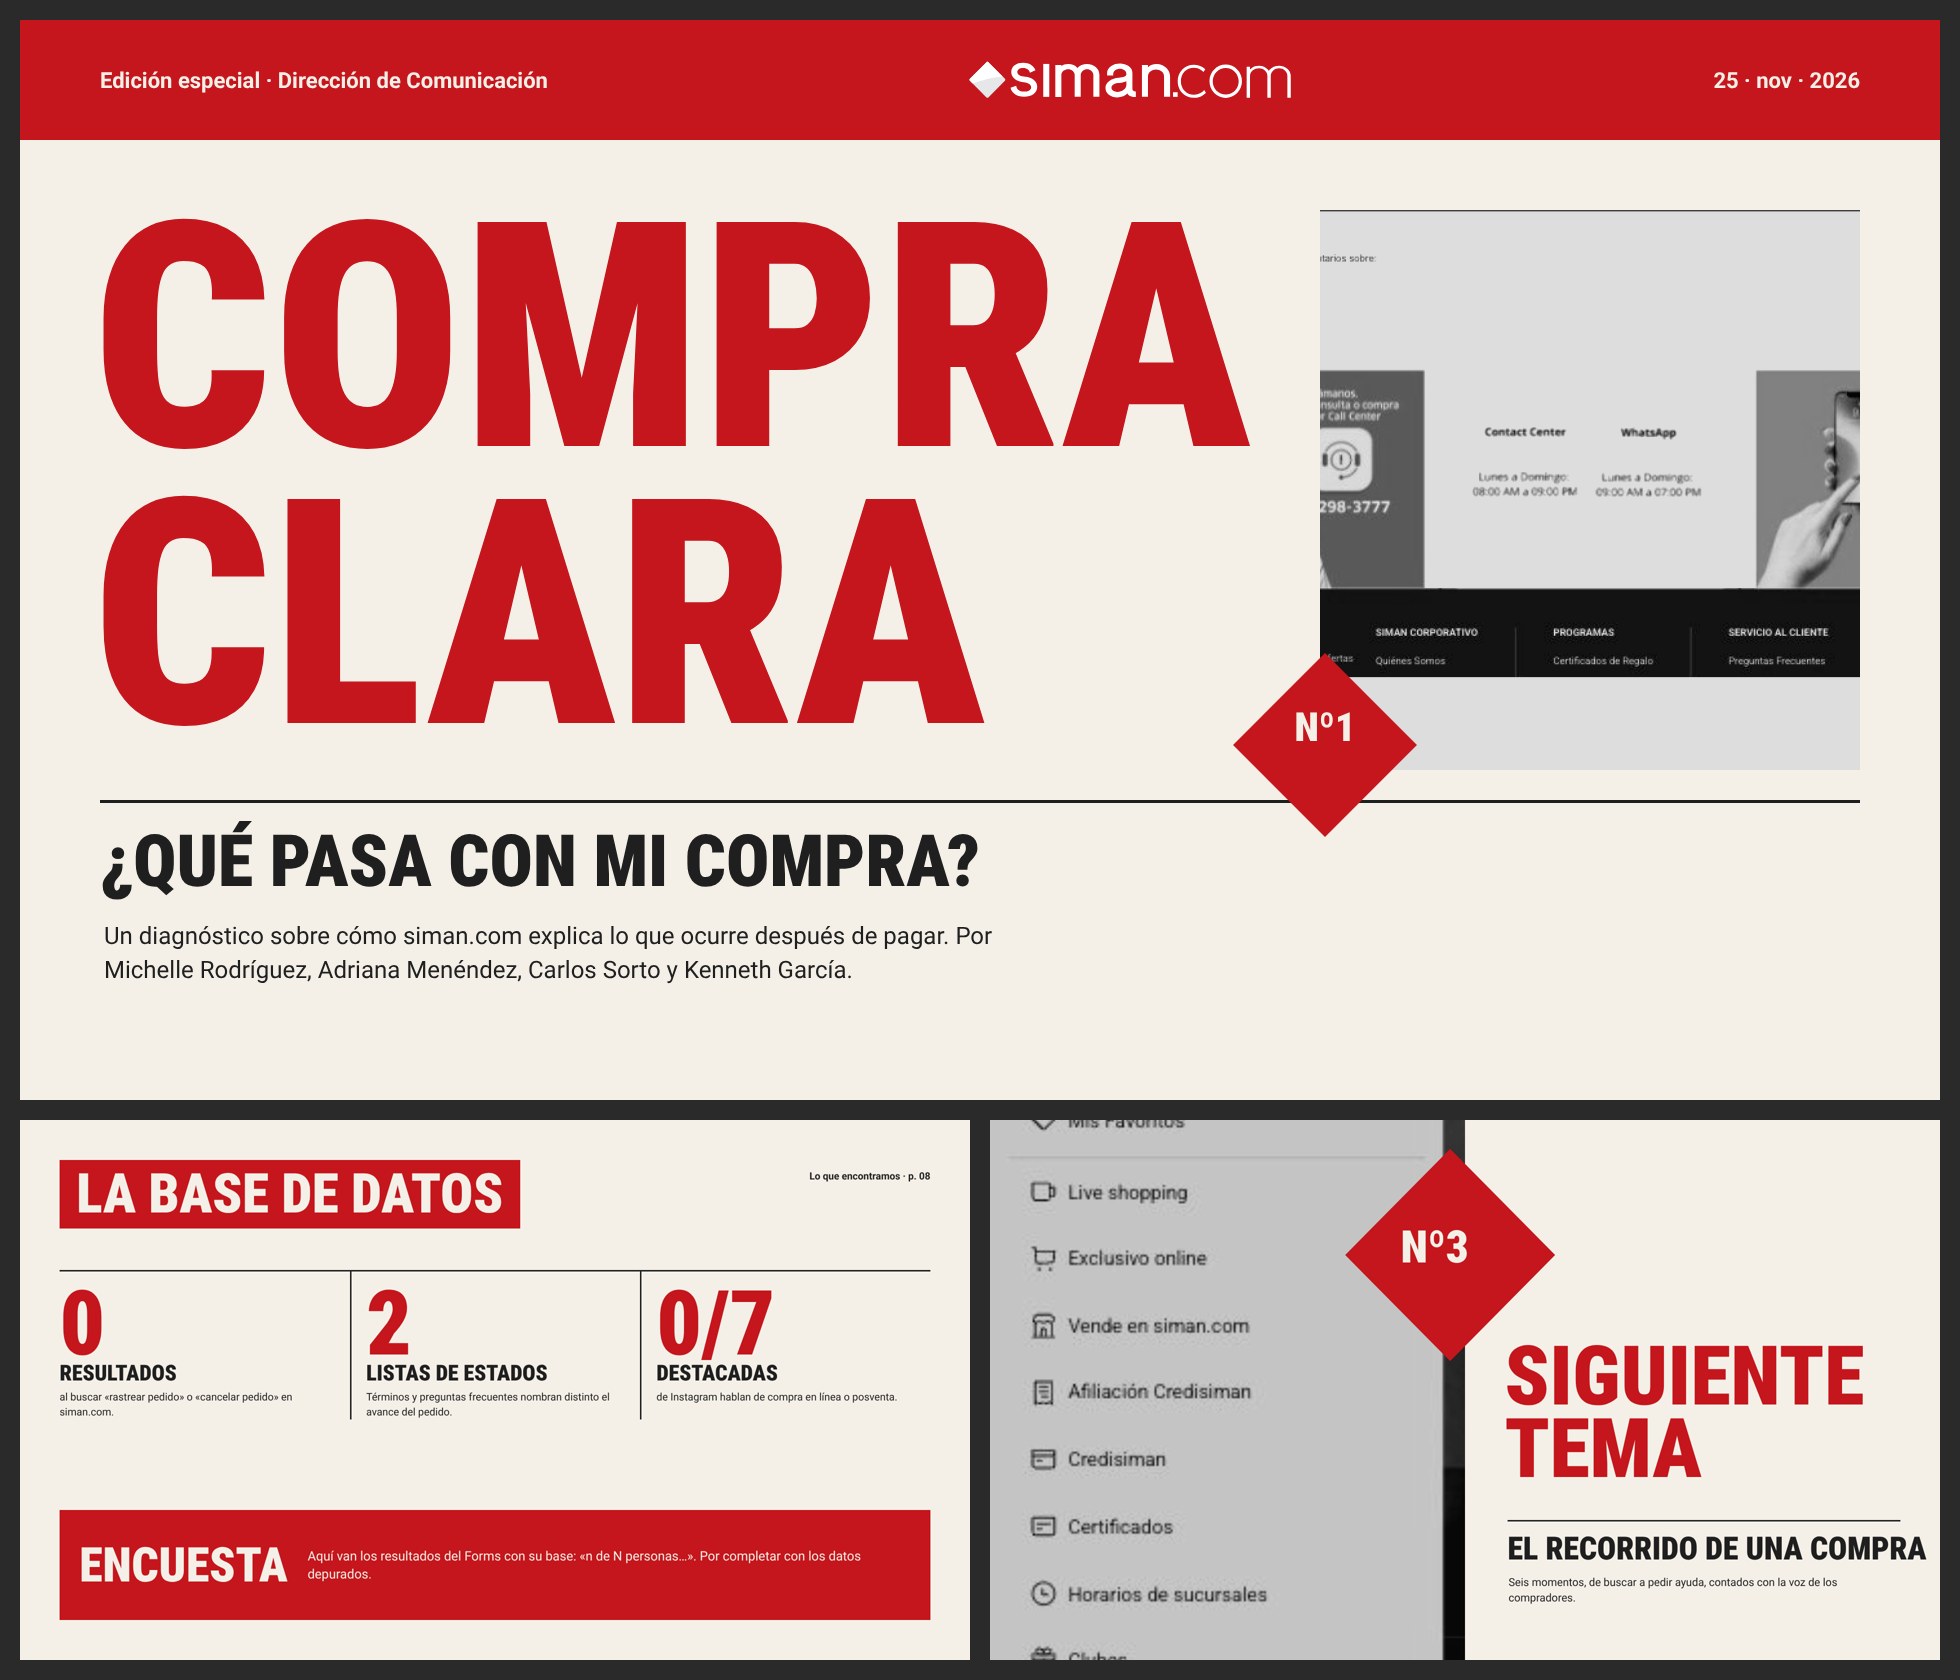 Edición especial · Dirección de Comunicación
siman.com
25 · nov · 2026
COMPRA
CLARA
tarios sobre:
Call Center
298-3777
Contact Center
Lunes a Domingo:
08:00 AM a 09:00 PM
WhatsApp
Lunes a Domingo:
09:00 AM a 07:00 PM
SIMAN CORPORATIVO
Quiénes Somos
PROGRAMAS
Certificados de Regalo
SERVICIO AL CLIENTE
Preguntas Frecuentes
Nº1
¿QUÉ PASA CON MI COMPRA?
Un diagnóstico sobre cómo siman.com explica lo que ocurre después de pagar. Por
Michelle Rodríguez, Adriana Menéndez, Carlos Sorto y Kenneth García.
LA BASE DE DATOS
Lo que encontramos · p. 08
0
RESULTADOS
al buscar «rastrear pedido» o «cancelar pedido» en
siman.com.
2
LISTAS DE ESTADOS
Términos y preguntas frecuentes nombran distinto el
avance del pedido.
0/7
DESTACADAS
de Instagram hablan de compra en línea o posventa.
ENCUESTA
Aquí van los resultados del Forms con su base: «n de N personas...». Por completar con los datos
depurados.
Mis Favoritos
Live shopping
Exclusivo online
Vende en siman.com
Afiliación Credisiman
Credisiman
Certificados
Horarios de sucursales
Nº3
SIGUIENTE
TEMA
EL RECORRIDO DE UNA COMPRA
Seis momentos, de buscar a pedir ayuda, contados con la voz de los
compradores.